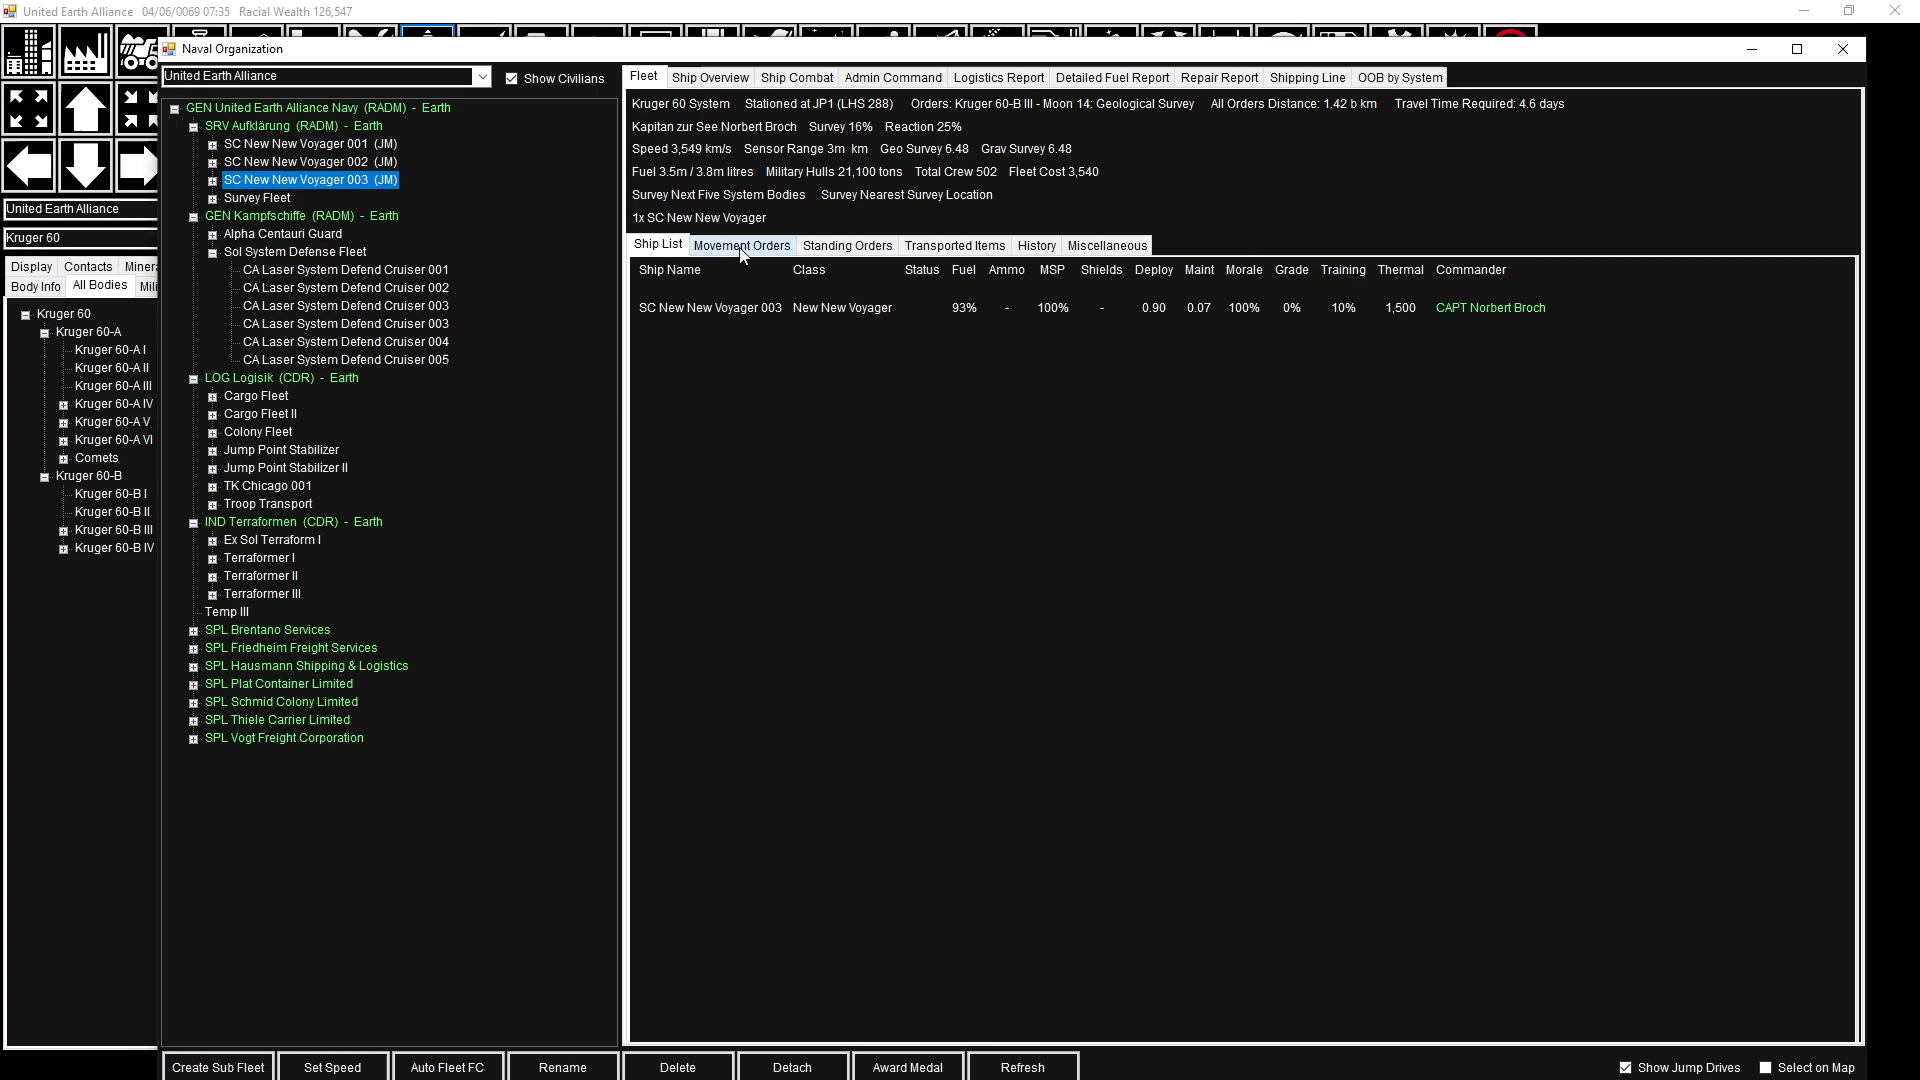 United Earth Alliance 04/06/0069 07:35 Racial Wealth 126,547
Naval Organization
United Earth Alliance
Show Civilians
GEN United Earth Alliance Navy (RADM) - Earth
SRV Aufklärung (RADM) - Earth
SC New New Voyager 001 (JM)
SC New New Voyager 002 (JM)
SC New New Voyager 003 (JM)
Survey Fleet
GEN Kampfschiffe (RADM) - Earth
Alpha Centauri Guard
Sol System Defense Fleet
CA Laser System Defend Cruiser 001
CA Laser System Defend Cruiser 002
CA Laser System Defend Cruiser 003
CA Laser System Defend Cruiser 003
CA Laser System Defend Cruiser 004
CA Laser System Defend Cruiser 005
LOG Logisik (CDR) - Earth
Cargo Fleet
Cargo Fleet II
Colony Fleet
Jump Point Stabilizer
Jump Point Stabilizer II
TK Chicago 001
Troop Transport
IND Terraformen (CDR) - Earth
Ex Sol Terraform I
Terraformer I
Terraformer II
Terraformer III
Temp III
SPL Brentano Services
SPL Friedheim Freight Services
SPL Hausmann Shipping & Logistics
SPL Plat Container Limited
SPL Schmid Colony Limited
SPL Thiele Carrier Limited
SPL Vogt Freight Corporation
Fleet Ship Overview Ship Combat Admin Command Logistics Report Detailed Fuel Report Repair Report Shipping Line OOB by System
Kruger 60 System Stationed at JP1 (LHS 288) Orders: Kruger 60-B III - Moon 14: Geological Survey All Orders Distance: 1.42 b km Travel Time Required: 4.6 days
Kapitan zur See Norbert Broch Survey 16% Reaction 25%
Speed 3,549 km/s Sensor Range 3m km Geo Survey 6.48 Grav Survey 6.48
Fuel 3.5m / 3.8m litres Military Hulls 21,100 tons Total Crew 502 Fleet Cost 3,540
Survey Next Five System Bodies Survey Nearest Survey Location
1x SC New New Voyager
Ship List Movement Orders Standing Orders Transported Items History Miscellaneous
Ship Name Class Status Fuel Ammo MSP Shields Deploy Maint Morale Grade Training Thermal Commander
SC New New Voyager 003 New New Voyager 93% - 100% - 0.90 0.07 100% 0% 10% 1,500 CAPT Norbert Broch
United Earth Alliance
Kruger 60
Display Contacts Minera
Body Info All Bodies Mili
Kruger 60
Kruger 60-A
Kruger 60-A I
Kruger 60-A II
Kruger 60-A III
Kruger 60-A IV
Kruger 60-A V
Kruger 60-A VI
Comets
Kruger 60-B
Kruger 60-B I
Kruger 60-B II
Kruger 60-B III
Kruger 60-B IV
Create Sub Fleet Set Speed Auto Fleet FC Rename Delete Detach Award Medal Refresh Show Jump Drives Select on Map